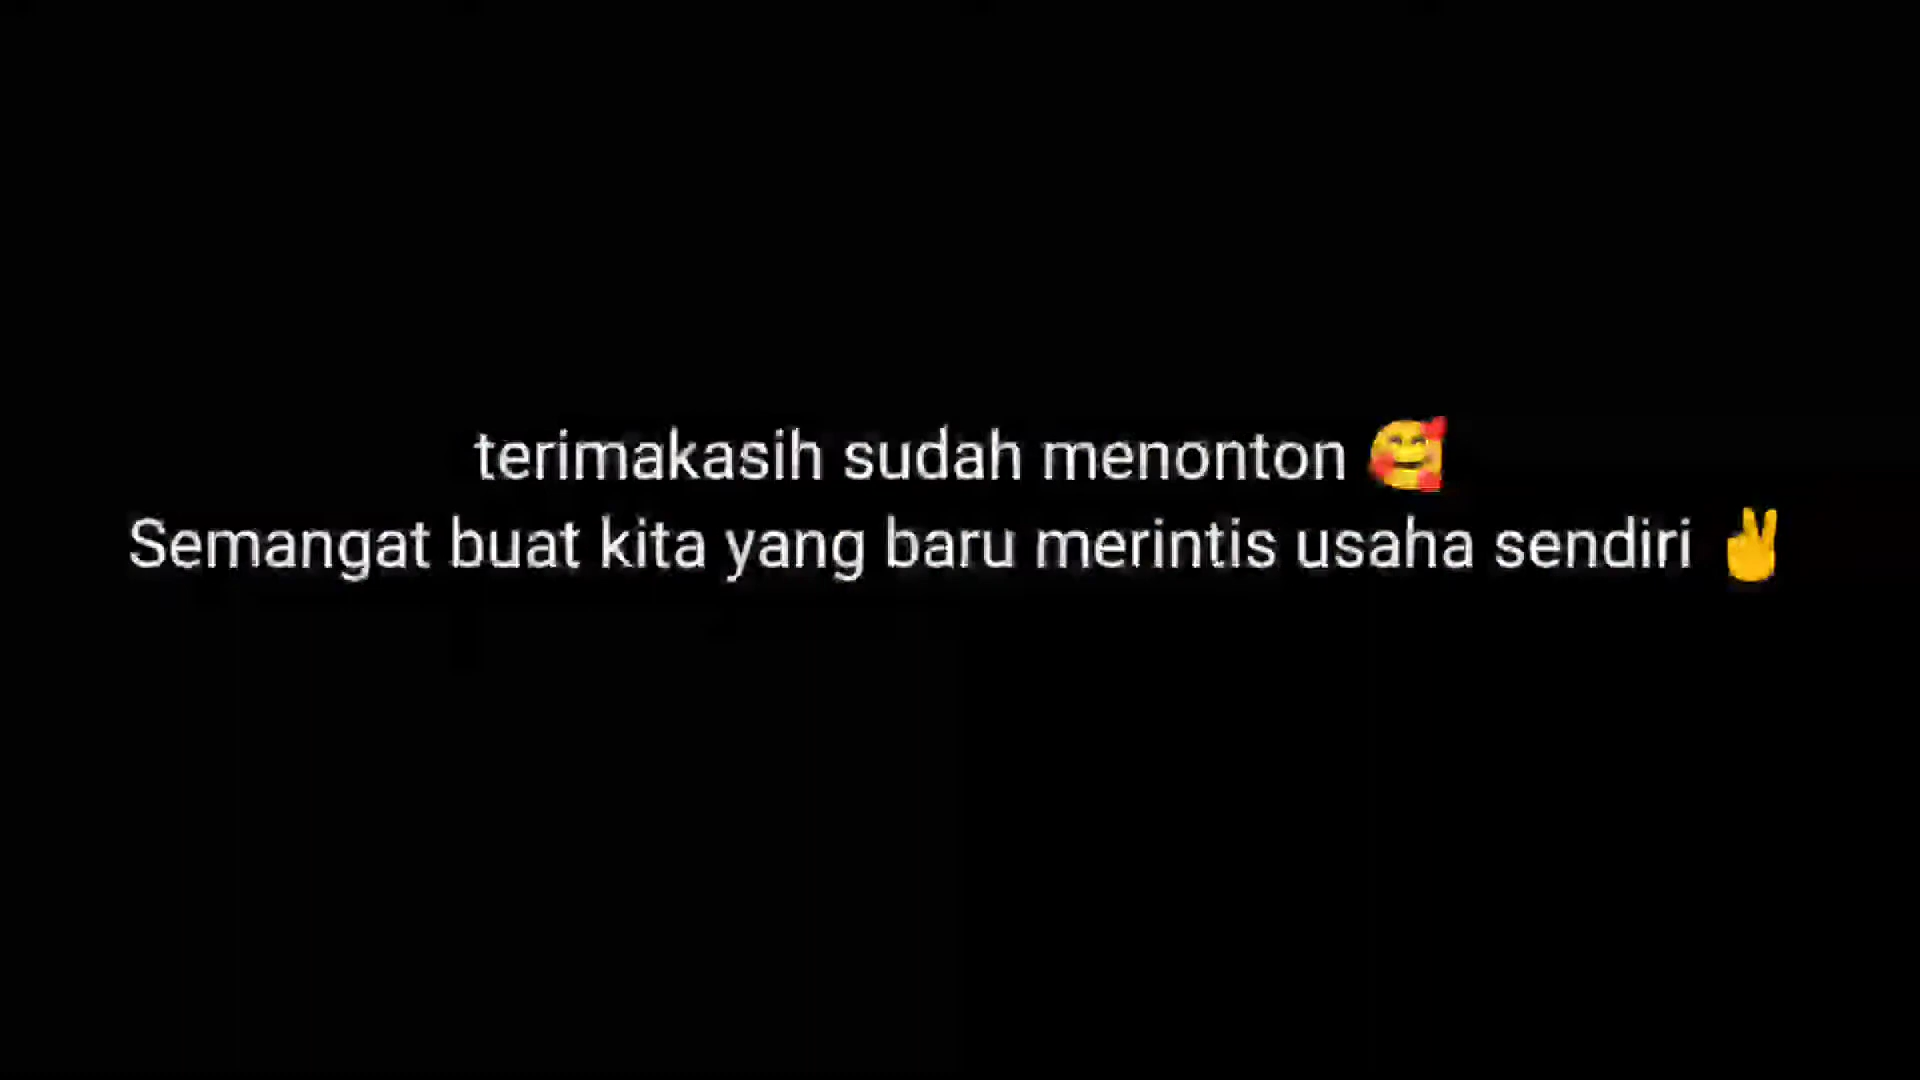 terimakasih sudah menonton 🥰
Semangat buat kita yang baru merintis usaha sendiri ✌️